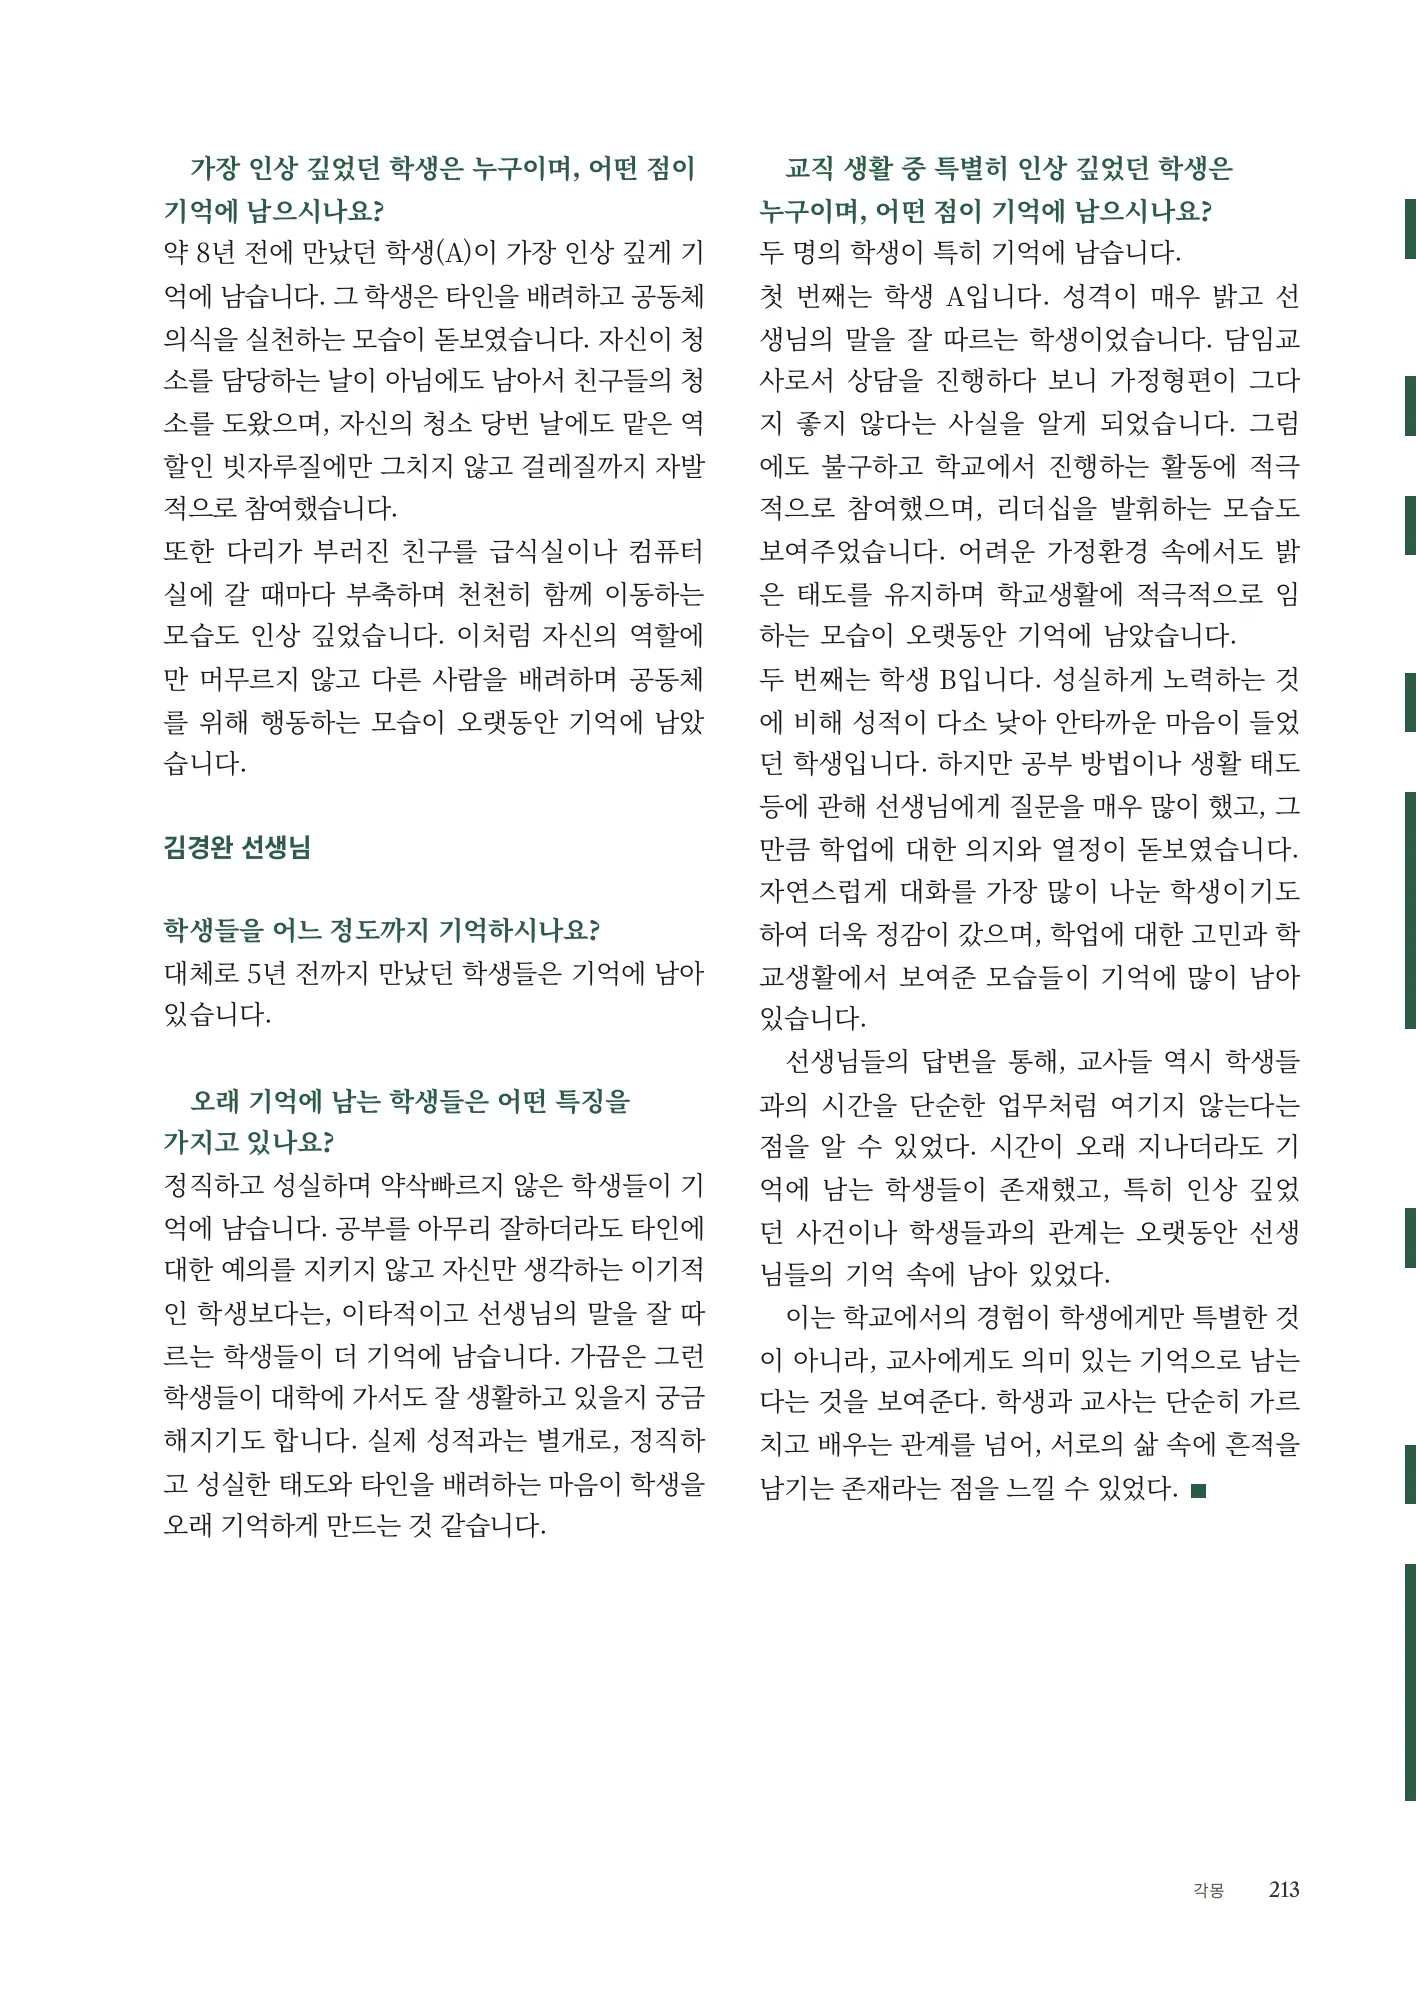 가장 인상 깊었던 학생은 누구이며, 어떤 점이
기억에 남으시나요?
약 8년 전에 만났던 학생(A)이 가장 인상 깊게 기
억에 남습니다. 그 학생은 타인을 배려하고 공동체
의식을 실천하는 모습이 돋보였습니다. 자신이 청
소를 담당하는 날이 아님에도 남아서 친구들의 청
소를 도왔으며, 자신의 청소 당번 날에도 맡은 역
할인 빗자루질에만 그치지 않고 걸레질까지 자발
적으로 참여했습니다.
또한 다리가 부러진 친구를 급식실이나 컴퓨터
실에 갈 때마다 부축하며 천천히 함께 이동하는
모습도 인상 깊었습니다. 이처럼 자신의 역할에
만 머무르지 않고 다른 사람을 배려하며 공동체
를 위해 행동하는 모습이 오랫동안 기억에 남았
습니다.
김경완 선생님
학생들을 어느 정도까지 기억하시나요?
대체로 5년 전까지 만났던 학생들은 기억에 남아
있습니다.
오래 기억에 남는 학생들은 어떤 특징을
가지고 있나요?
정직하고 성실하며 약삭빠르지 않은 학생들이 기
억에 남습니다. 공부를 아무리 잘하더라도 타인에
대한 예의를 지키지 않고 자신만 생각하는 이기적
인 학생보다는, 이타적이고 선생님의 말을 잘 따
르는 학생들이 더 기억에 남습니다. 가끔은 그런
학생들이 대학에 가서도 잘 생활하고 있을지 궁금
해지기도 합니다. 실제 성적과는 별개로, 정직하
고 성실한 태도와 타인을 배려하는 마음이 학생을
오래 기억하게 만드는 것 같습니다.
교직 생활 중 특별히 인상 깊었던 학생은
누구이며, 어떤 점이 기억에 남으시나요?
두 명의 학생이 특히 기억에 남습니다.
첫 번째는 학생 A입니다. 성격이 매우 밝고 선
생님의 말을 잘 따르는 학생이었습니다. 담임교
사로서 상담을 진행하다 보니 가정형편이 그다
지 좋지 않다는 사실을 알게 되었습니다. 그럼
에도 불구하고 학교에서 진행하는 활동에 적극
적으로 참여했으며, 리더십을 발휘하는 모습도
보여주었습니다. 어려운 가정환경 속에서도 밝
은 태도를 유지하며 학교생활에 적극적으로 임
하는 모습이 오랫동안 기억에 남았습니다.
두 번째는 학생 B입니다. 성실하게 노력하는 것
에 비해 성적이 다소 낮아 안타까운 마음이 들었
던 학생입니다. 하지만 공부 방법이나 생활 태도
등에 관해 선생님에게 질문을 매우 많이 했고, 그
만큼 학업에 대한 의지와 열정이 돋보였습니다.
자연스럽게 대화를 가장 많이 나눈 학생이기도
하여 더욱 정감이 갔으며, 학업에 대한 고민과 학
교생활에서 보여준 모습들이 기억에 많이 남아
있습니다.
선생님들의 답변을 통해, 교사들 역시 학생들
과의 시간을 단순한 업무처럼 여기지 않는다는
점을 알 수 있었다. 시간이 오래 지나더라도 기
억에 남는 학생들이 존재했고, 특히 인상 깊었
던 사건이나 학생들과의 관계는 오랫동안 선생
님들의 기억 속에 남아 있었다.
이는 학교에서의 경험이 학생에게만 특별한 것
이 아니라, 교사에게도 의미 있는 기억으로 남는
다는 것을 보여준다. 학생과 교사는 단순히 가르
치고 배우는 관계를 넘어, 서로의 삶 속에 흔적을
남기는 존재라는 점을 느낄 수 있었다. ■
각몽 213